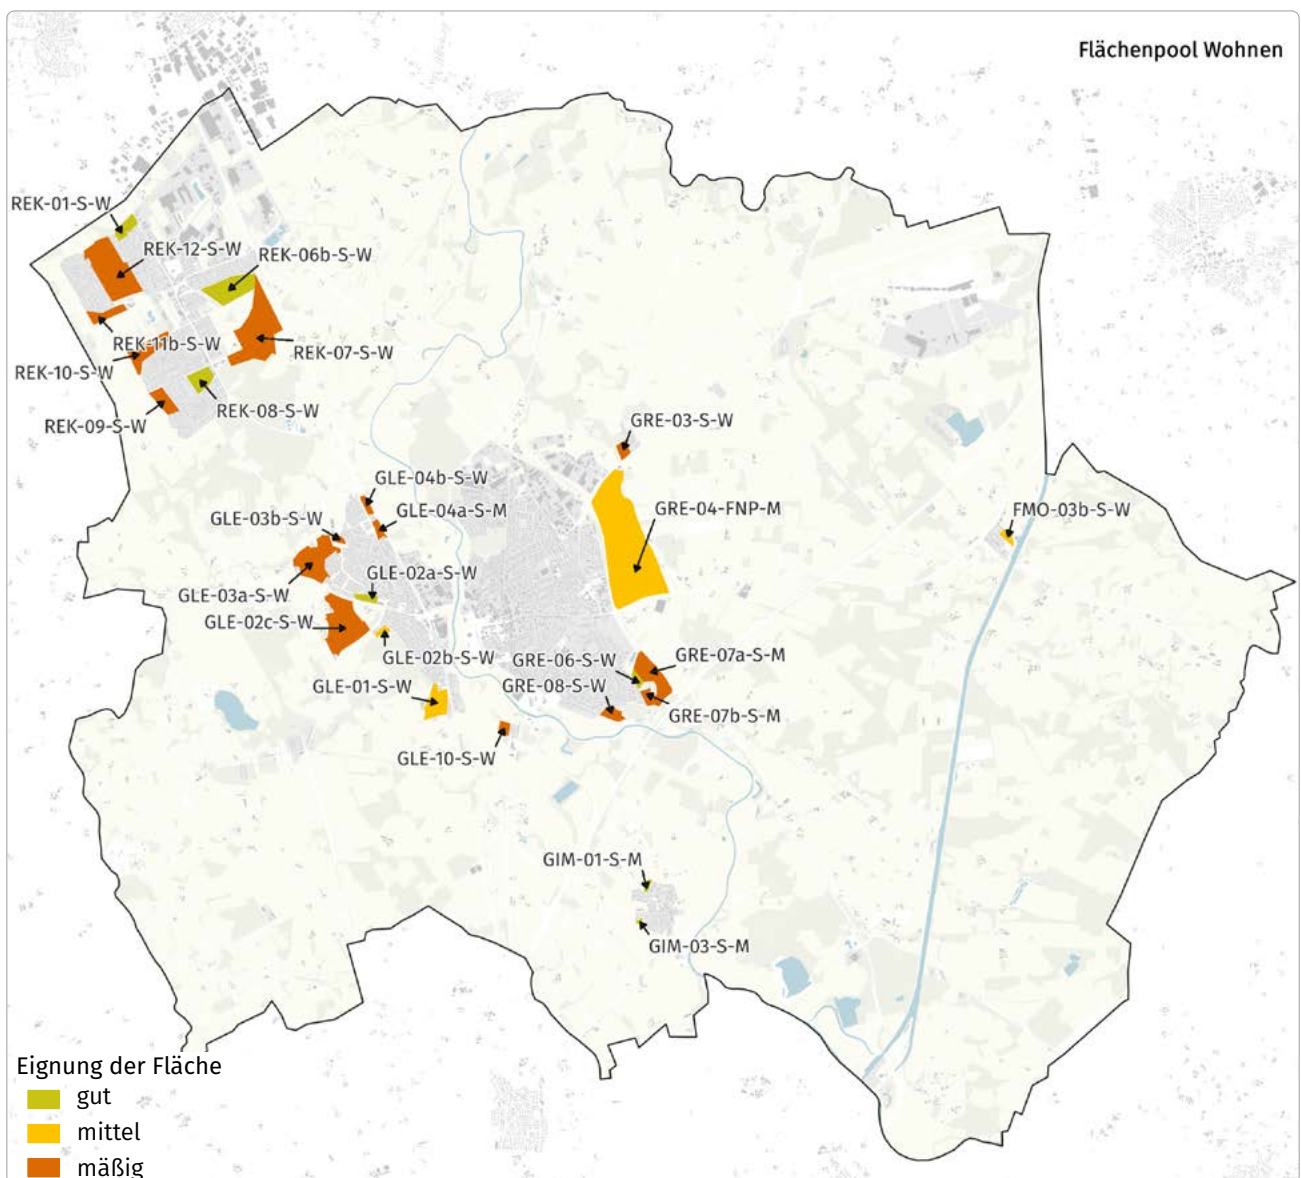 Flächenpool Wohnen
REK-01-S-W
REK-12-S-W
REK-06b-S-W
REK-11b-S-W
REK-07-S-W
REK-10-S-W
REK-08-S-W
REK-09-S-W
GRE-03-S-W
GLE-04b-S-W
GLE-04a-S-M
GRE-04-FNP-M
FMO-03b-S-W
GLE-03b-S-W
GLE-02a-S-W
GLE-03a-S-W
GLE-02c-S-W
GLE-02b-S-W
GRE-06-S-W
GRE-07a-S-M
GLE-01-S-W
GRE-08-S-W
GRE-07b-S-M
GLE-10-S-W
GIM-01-S-M
GIM-03-S-M
Eignung der Fläche
gut
mittel
mäßig